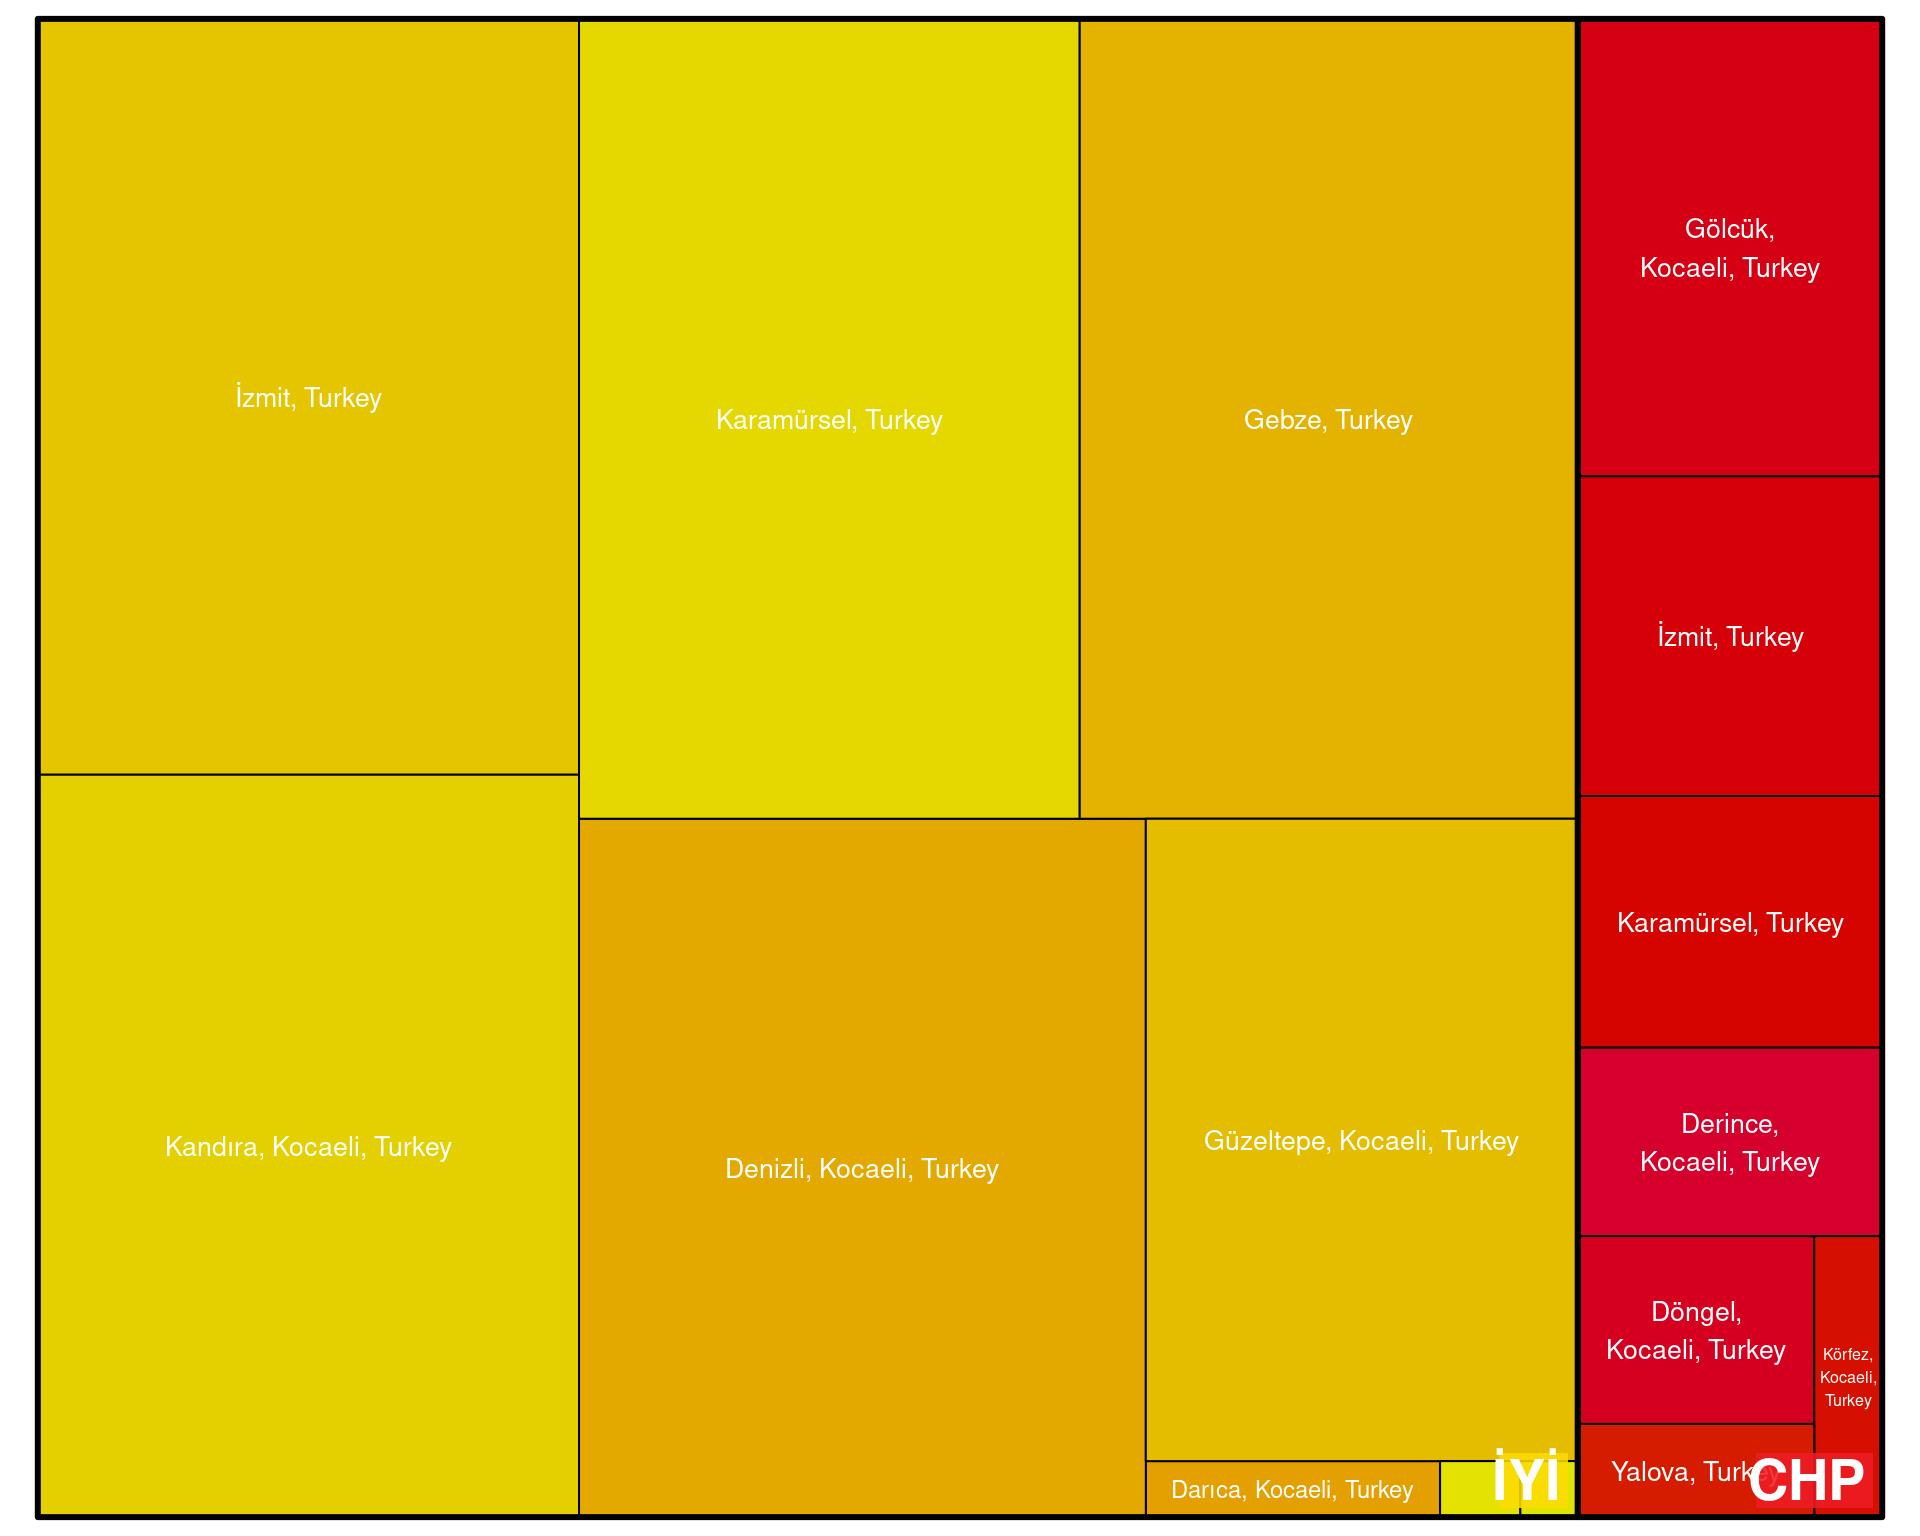 İzmit, Turkey
Karamürsel, Turkey
Gebze, Turkey
Kandıra, Kocaeli, Turkey
Denizli, Kocaeli, Turkey
Güzeltepe, Kocaeli, Turkey
Darıca, Kocaeli, Turkey
İYİ
Gölcük,
Kocaeli, Turkey
İzmit, Turkey
Karamürsel, Turkey
Derince,
Kocaeli, Turkey
Döngel,
Kocaeli, Turkey
Körfez,
Kocaeli,
Turkey
Yalova, Turkey
CHP